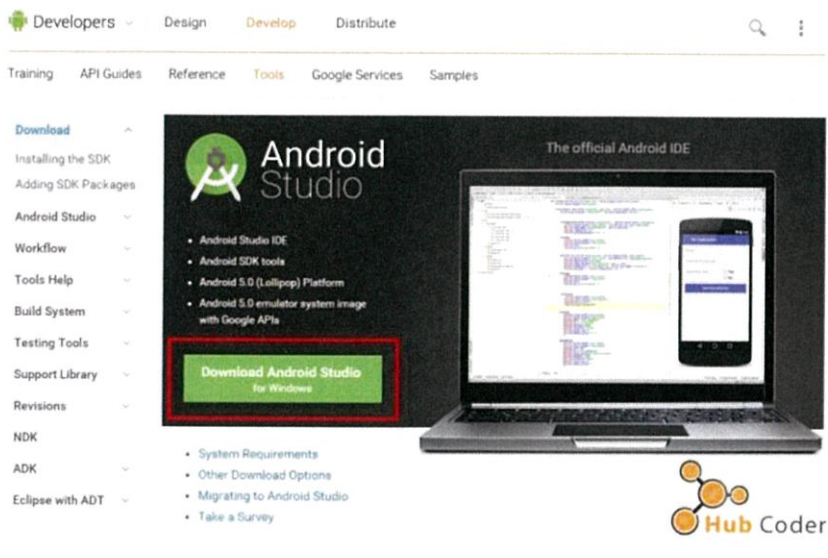 Developers
Design
Develop
Distribute
Training
API Guides
Reference
Tools
Google Services
Samples
Download
Installing the SDK
Adding SDK Packages
Android Studio
Workflow
Tools Help
Build System
Testing Tools
Support Library
Revisions
NDK
ADK
Eclipse with ADT
Android
Studio
The official Android IDE
Android Studio IDE
Android SDK tools
Android 5.0 (Lollipop) Platform
Android 5.0 emulator system image
with Google APIs
Download Android Studio
for Windows
System Requirements
Other Download Options
Migrating to Android Studio
Take a Survey
Hub Coder